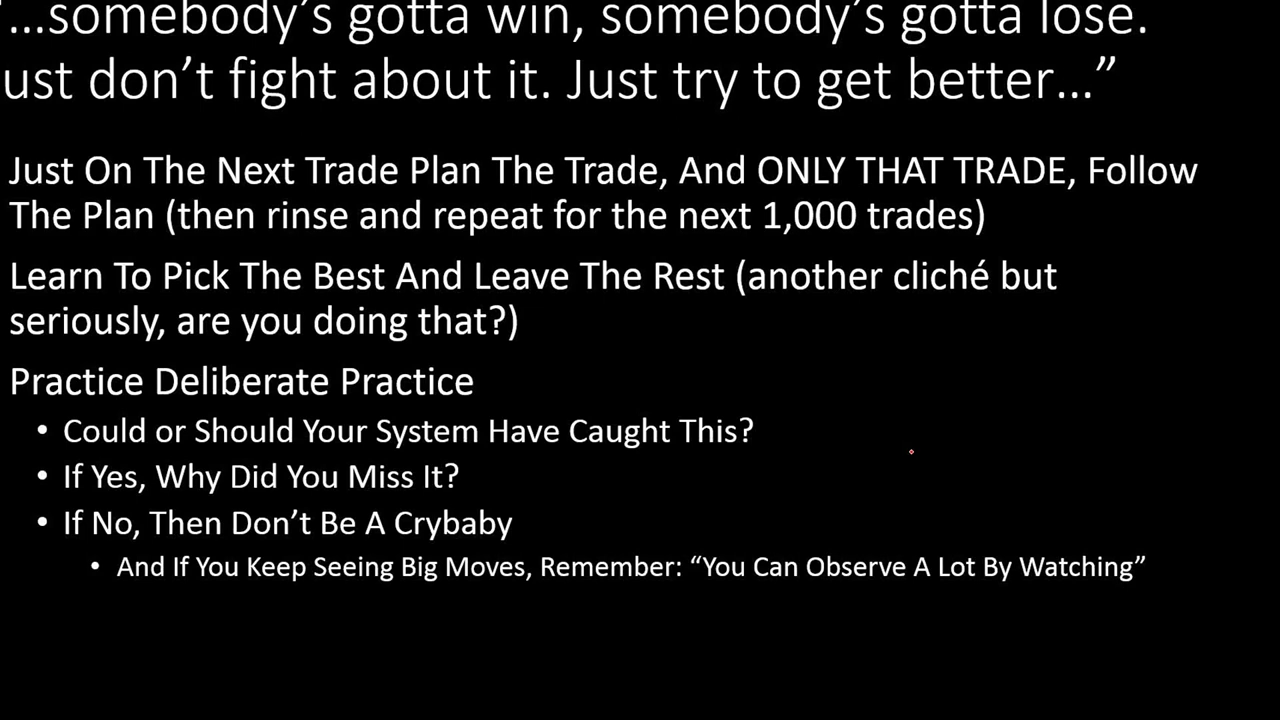 “…somebody’s gotta win, somebody’s gotta lose.
ust don’t fight about it. Just try to get better…”
Just On The Next Trade Plan The Trade, And ONLY THAT TRADE, Follow
The Plan (then rinse and repeat for the next 1,000 trades)
Learn To Pick The Best And Leave The Rest (another cliché but
seriously, are you doing that?)
Practice Deliberate Practice
• Could or Should Your System Have Caught This?
• If Yes, Why Did You Miss It?
• If No, Then Don’t Be A Crybaby
• And If You Keep Seeing Big Moves, Remember: “You Can Observe A Lot By Watching”